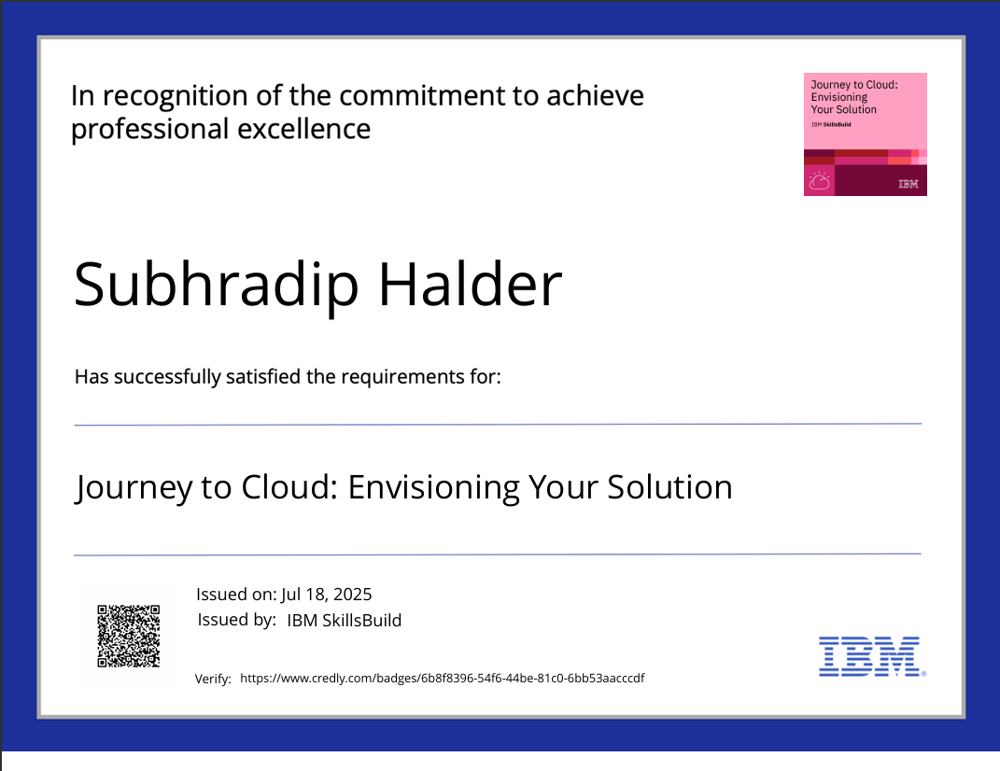 In recognition of the commitment to achieve
professional excellence
Journey to Cloud:
Envisioning
Your Solution
IBM SkillsBuild
IBM
Subhradip Halder
Has successfully satisfied the requirements for:
Journey to Cloud: Envisioning Your Solution
Issued on: Jul 18, 2025
Issued by: IBM SkillsBuild
Verify: https://www.credly.com/badges/6b8f8396-54f6-44be-81c0-6bb53aacccdf
IBM®